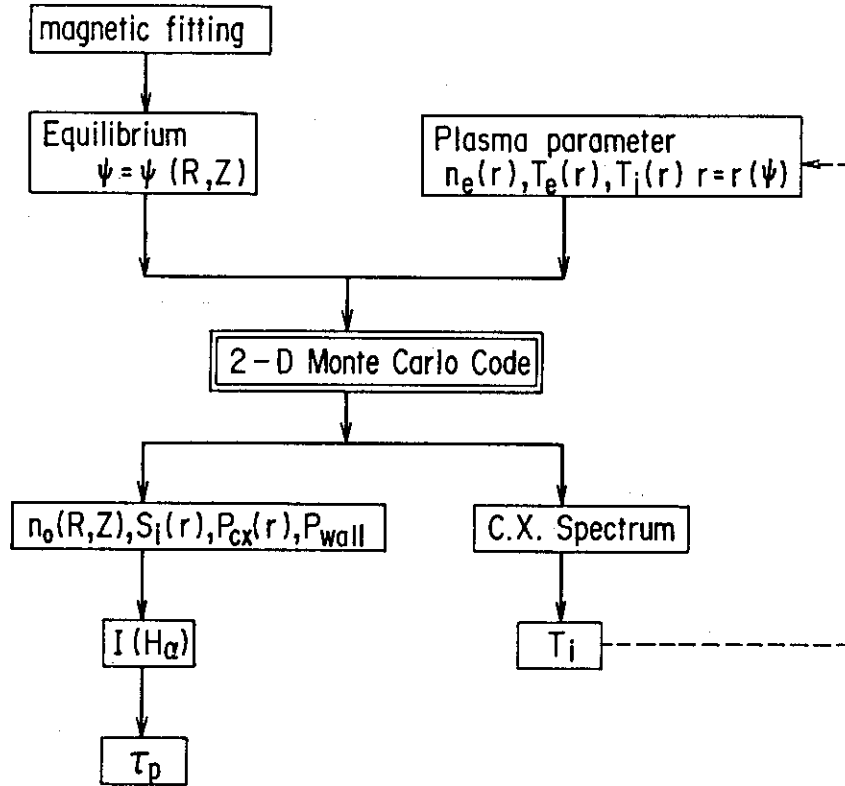 magnetic fitting
Equilibrium
ψ = ψ (R,Z)
Plasma parameter
n_e(r),T_e(r),T_i(r) r=r(ψ)
2-D Monte Carlo Code
n_o(R,Z),S_i(r),P_cx(r),P_wall
C.X. Spectrum
I(H_α)
T_i
τ_p